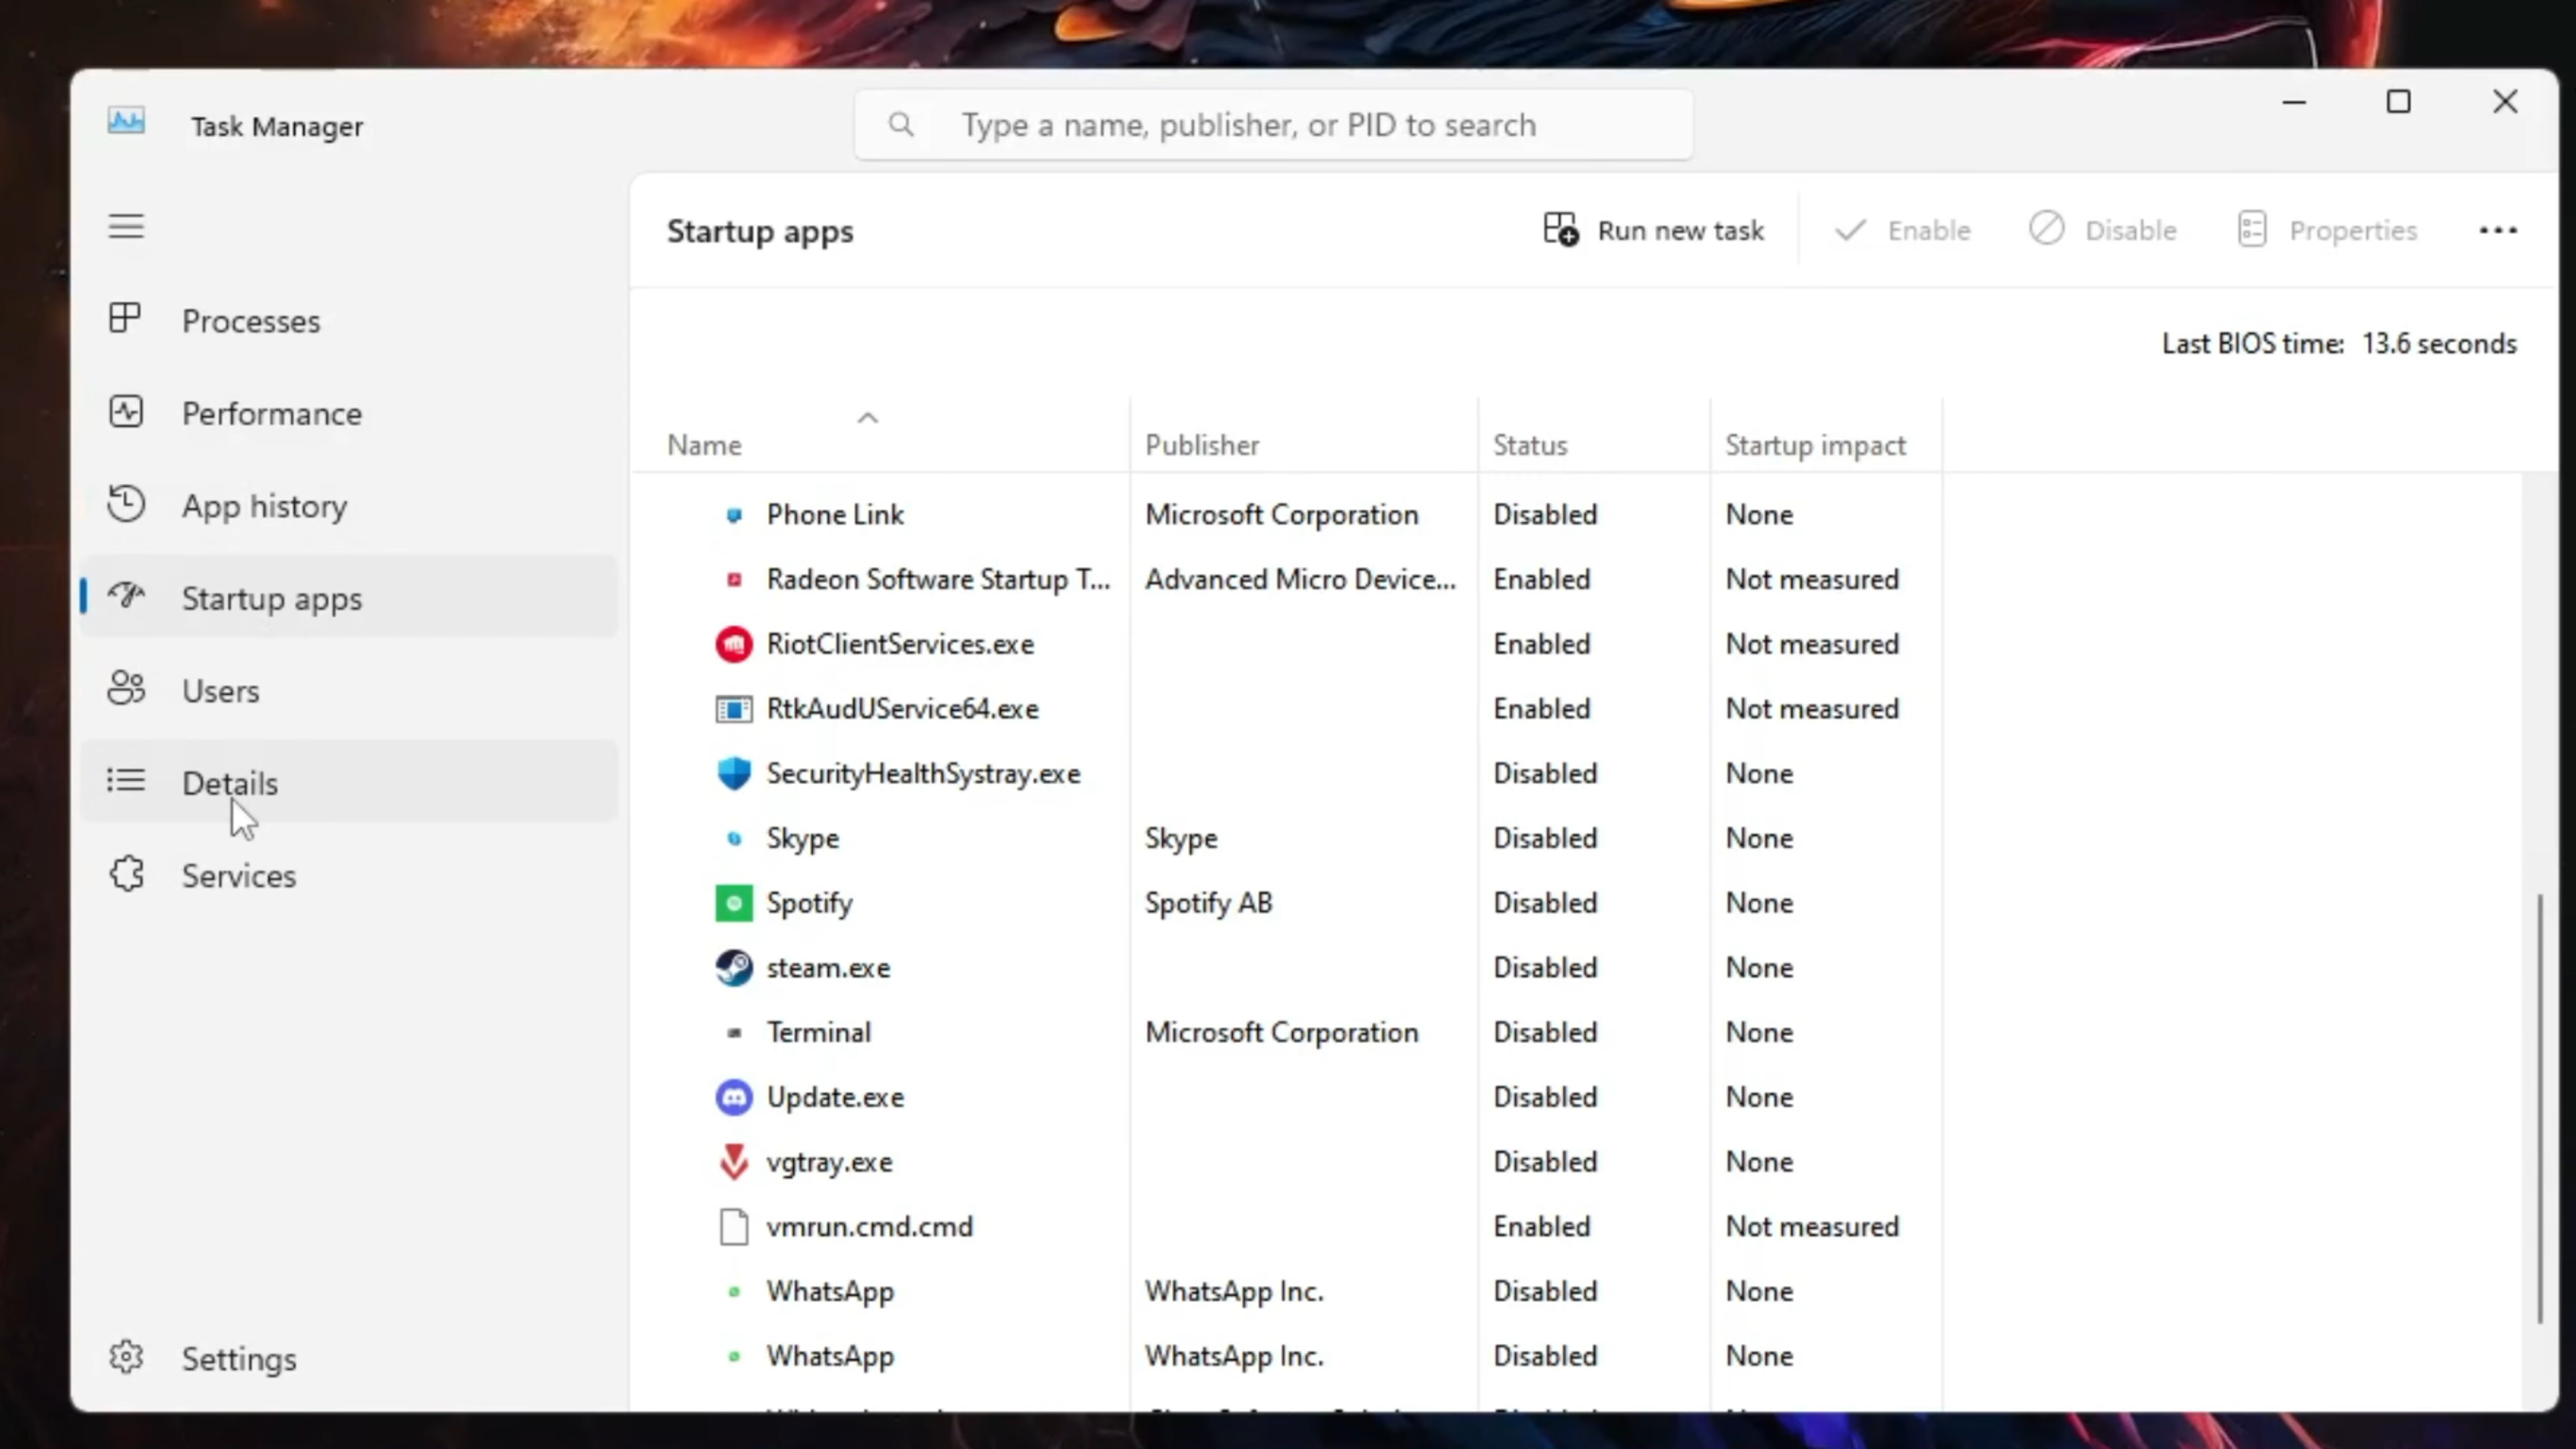 Task Manager
Type a name, publisher, or PID to search
Processes
Performance
App history
Startup apps
Users
Details
Services
Settings
Startup apps
Run new task
Enable
Disable
Properties
Last BIOS time: 13.6 seconds
Name Publisher Status Startup impact
Phone Link Microsoft Corporation Disabled None
Radeon Software Startup T... Advanced Micro Device... Enabled Not measured
RiotClientServices.exe Enabled Not measured
RtkAudUService64.exe Enabled Not measured
SecurityHealthSystray.exe Disabled None
Skype Skype Disabled None
Spotify Spotify AB Disabled None
steam.exe Disabled None
Terminal Microsoft Corporation Disabled None
Update.exe Disabled None
vgtray.exe Disabled None
vmrun.cmd.cmd Enabled Not measured
WhatsApp WhatsApp Inc. Disabled None
WhatsApp WhatsApp Inc. Disabled None